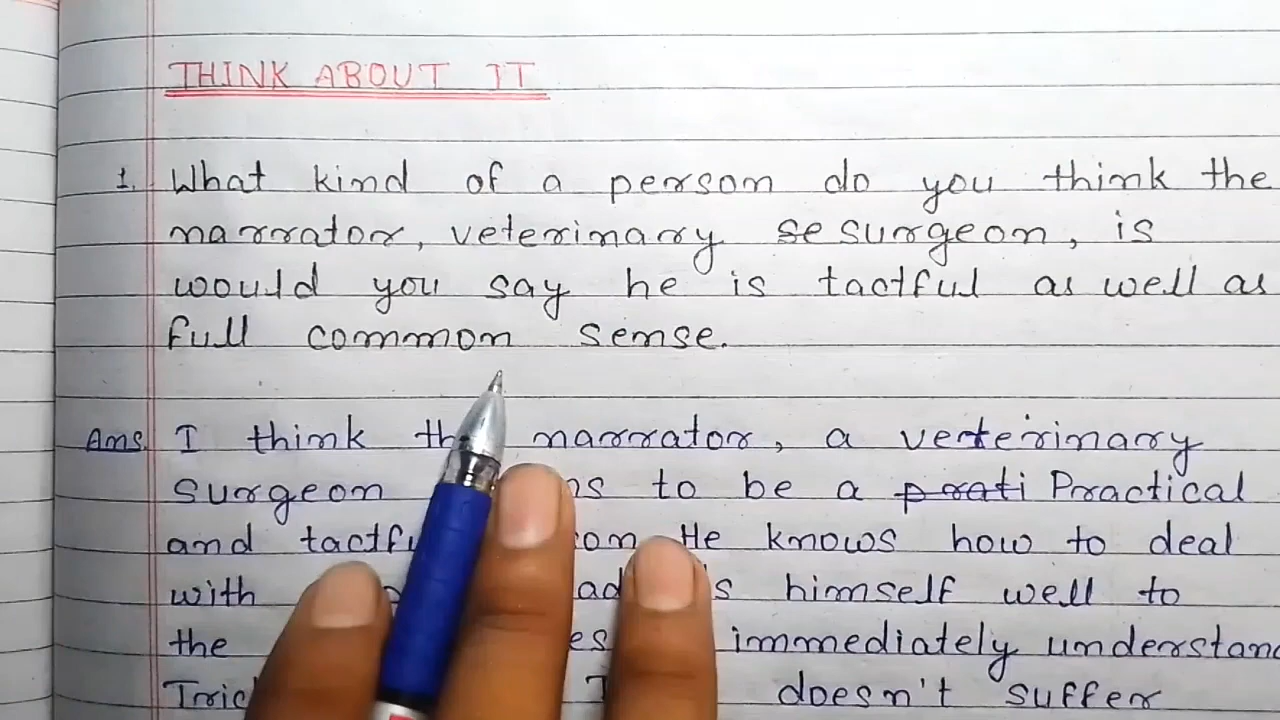 THINK ABOUT IT
1. What kind of a person do you think the
narrator, veterinary se surgeon, is
would you say he is tactful as well as
full common sense.
Ans. I think narrator, a veterinary
surgeon to be a prati Practical
and He knows how to deal
with himself well to
the immediately understand
doesn't suffer